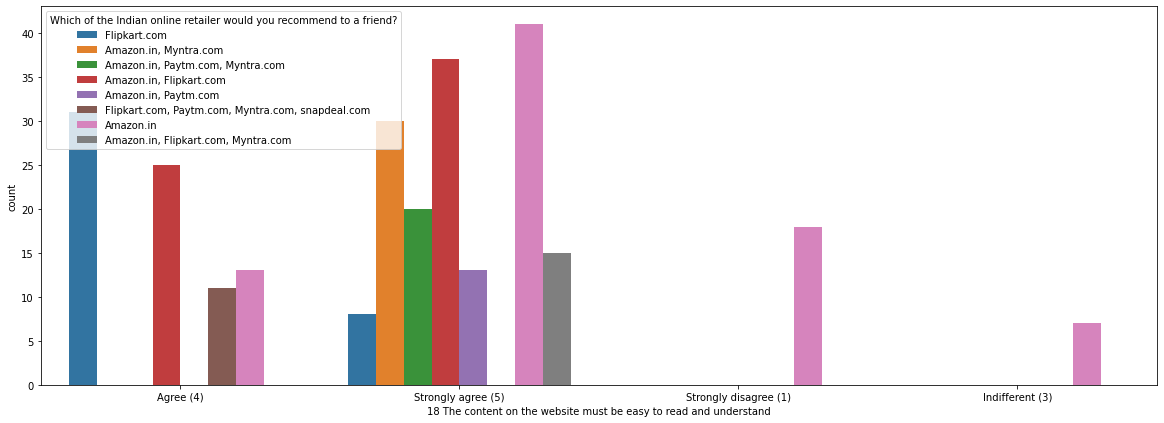 Which of the Indian online retailer would you recommend to a friend?
Flipkart.com
Amazon.in, Myntra.com
Amazon.in, Paytm.com, Myntra.com
Amazon.in, Flipkart.com
Amazon.in, Paytm.com
Flipkart.com, Paytm.com, Myntra.com, snapdeal.com
Amazon.in
Amazon.in, Flipkart.com, Myntra.com
40
35
30
25
20
15
10
5
0
count
Agree (4)
Strongly agree (5)
Strongly disagree (1)
Indifferent (3)
18 The content on the website must be easy to read and understand